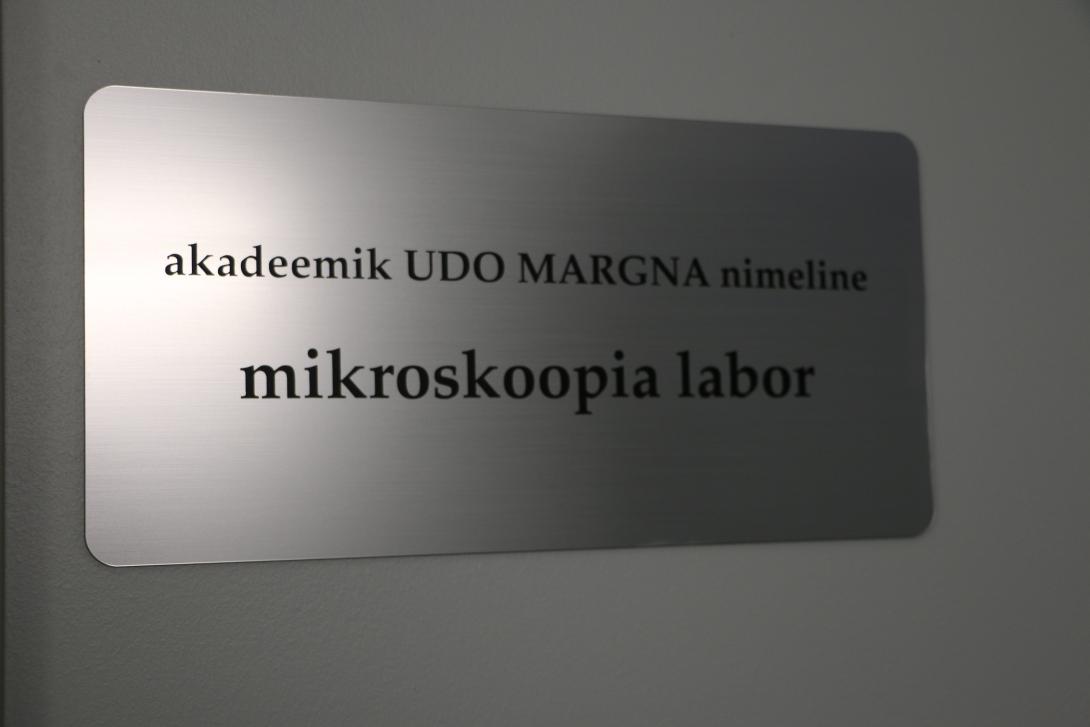 akadeemik UDO MARGNA nimeline
mikroskoopia labor